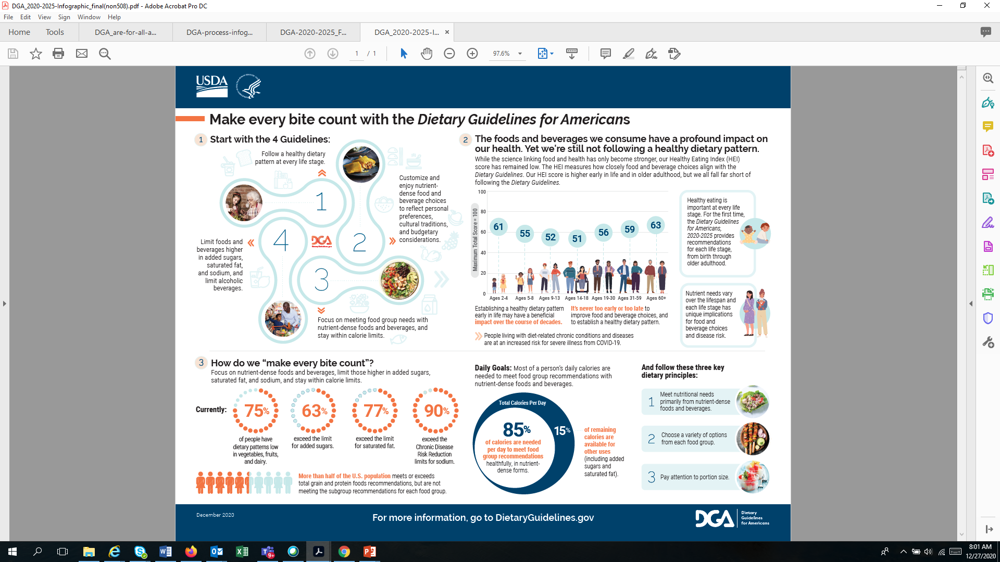 DGA_2020-2025-Infographic_final(non508).pdf - Adobe Acrobat Pro DC
File Edit View Sign Window Help
Home Tools DGA_are-for-all-a... DGA-process-infog... DGA-2020-2025_F... DGA_2020-2025-I...
1 / 1 97.6%
USDA
Make every bite count with the Dietary Guidelines for Americans
1 Start with the 4 Guidelines:
Follow a healthy dietary
pattern at every life stage.
1
Customize and
enjoy nutrient-
dense food and
beverage choices
to reflect personal
preferences,
cultural traditions,
and budgetary
considerations.
2
4
DGA
DietaryGuidelines.gov
Limit foods and
beverages higher
in added sugars,
saturated fat,
and sodium, and
limit alcoholic
beverages.
3
Focus on meeting food group needs with
nutrient-dense foods and beverages, and
stay within calorie limits.
2 The foods and beverages we consume have a profound impact on
our health. Yet we're still not following a healthy dietary pattern.
While the science linking food and health has only become stronger, our Healthy Eating Index (HEI)
score has remained low. The HEI measures how closely food and beverage choices align with the
Dietary Guidelines. Our HEI score is higher early in life and in older adulthood, but we all fall far short of
following the Dietary Guidelines.
Maximum Total Score = 100
100
80
60
40
20
0
61 55 52 51 56 59 63
Ages 2-4 Ages 5-8 Ages 9-13 Ages 14-18 Ages 19-30 Ages 31-59 Ages 60+
Establishing a healthy dietary pattern
early in life may have a beneficial
impact over the course of decades.
It's never too early or too late to
improve food and beverage choices, and
to establish a healthy dietary pattern.
People living with diet-related chronic conditions and diseases
are at an increased risk for severe illness from COVID-19.
Healthy eating is
important at every life
stage. For the first time,
the Dietary Guidelines
for Americans,
2020-2025 provides
recommendations
for each life stage,
from birth through
older adulthood.
Nutrient needs vary
over the lifespan and
each life stage has
unique implications
for food and
beverage choices
and disease risk.
3 How do we “make every bite count”?
Focus on nutrient-dense foods and beverages, limit those higher in added sugars,
saturated fat, and sodium, and stay within calorie limits.
Currently:
75%
of people have
dietary patterns low
in vegetables, fruits,
and dairy.
63%
exceed the limit
for added sugars.
77%
exceed the limit
for saturated fat.
90%
exceed the
Chronic Disease
Risk Reduction
limits for sodium.
More than half of the U.S. population meets or exceeds
total grain and protein foods recommendations, but are not
meeting the subgroup recommendations for each food group.
Daily Goals: Most of a person's daily calories are
needed to meet food group recommendations with
nutrient-dense foods and beverages.
Total Calories Per Day
85%
of calories are needed
per day to meet food
group recommendations
healthfully, in nutrient-
dense forms.
15%
of remaining
calories are
available for
other uses
(including added
sugars and
saturated fat).
And follow these three key
dietary principles:
1 Meet nutritional needs
primarily from nutrient-dense
foods and beverages.
2 Choose a variety of options
from each food group.
3 Pay attention to portion size.
December 2020
For more information, go to DietaryGuidelines.gov
DGA
Dietary
Guidelines
for Americans
9+
8:01 AM
12/27/2020